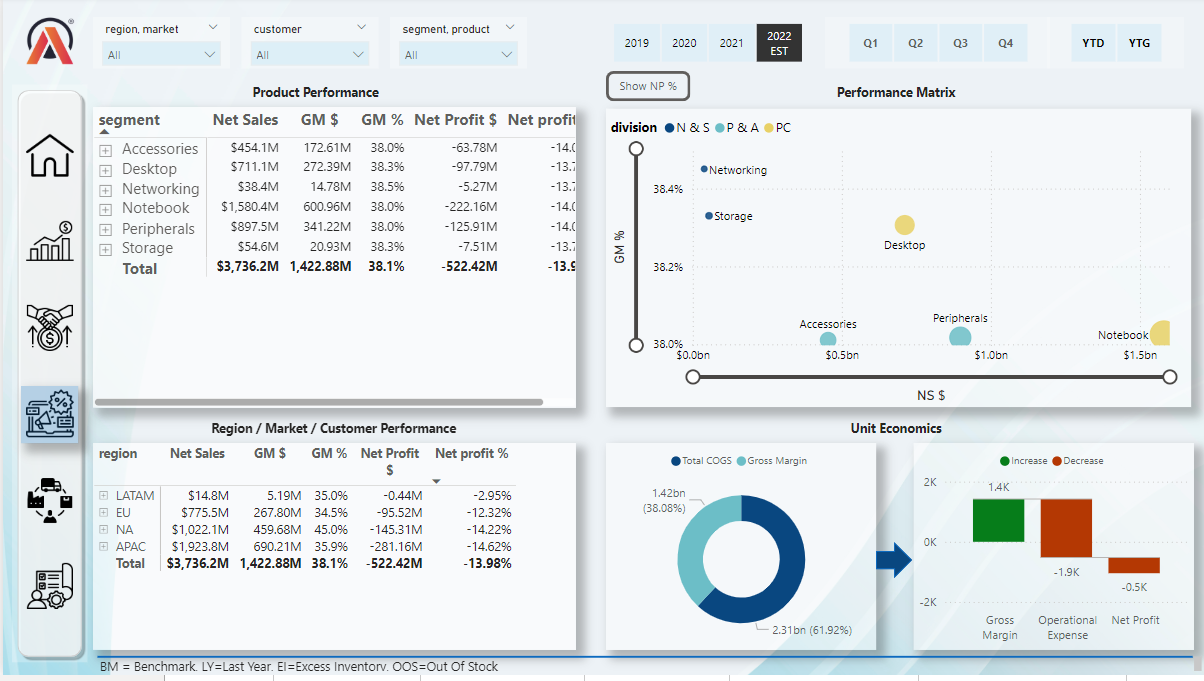 region, market
customer
segment, product
All
All
All
2019
2020
2021
2022 EST
Q1
Q2
Q3
Q4
YTD
YTG
Product Performance
Show NP %
Performance Matrix
segment Net Sales GM $ GM % Net Profit $ Net profit
Accessories $454.1M 172.61M 38.0% -63.78M -14.0
Desktop $711.1M 272.39M 38.3% -97.79M -13.7
Networking $38.4M 14.78M 38.5% -5.27M -13.7
Notebook $1,580.4M 600.96M 38.0% -222.16M -14.0
Peripherals $897.5M 341.22M 38.0% -125.91M -14.0
Storage $54.6M 20.93M 38.3% -7.51M -13.7
Total $3,736.2M 1,422.88M 38.1% -522.42M -13.9
division N & S P & A PC
GM %
38.4%
38.2%
38.0%
Networking
Storage
Desktop
Accessories
Peripherals
Notebook
$0.0bn $0.5bn $1.0bn $1.5bn
NS $
Region / Market / Customer Performance
region Net Sales GM $ GM % Net Profit $ Net profit %
LATAM $14.8M 5.19M 35.0% -0.44M -2.95%
EU $775.5M 267.80M 34.5% -95.52M -12.32%
NA $1,022.1M 459.68M 45.0% -145.31M -14.22%
APAC $1,923.8M 690.21M 35.9% -281.16M -14.62%
Total $3,736.2M 1,422.88M 38.1% -522.42M -13.98%
Unit Economics
Total COGS Gross Margin
1.42bn
(38.08%)
2.31bn (61.92%)
Increase Decrease
2K
0K
-2K
1.4K
-1.9K
-0.5K
Gross Margin
Operational Expense
Net Profit
BM = Benchmark, LY=Last Year, EI=Excess Inventory, OOS=Out Of Stock